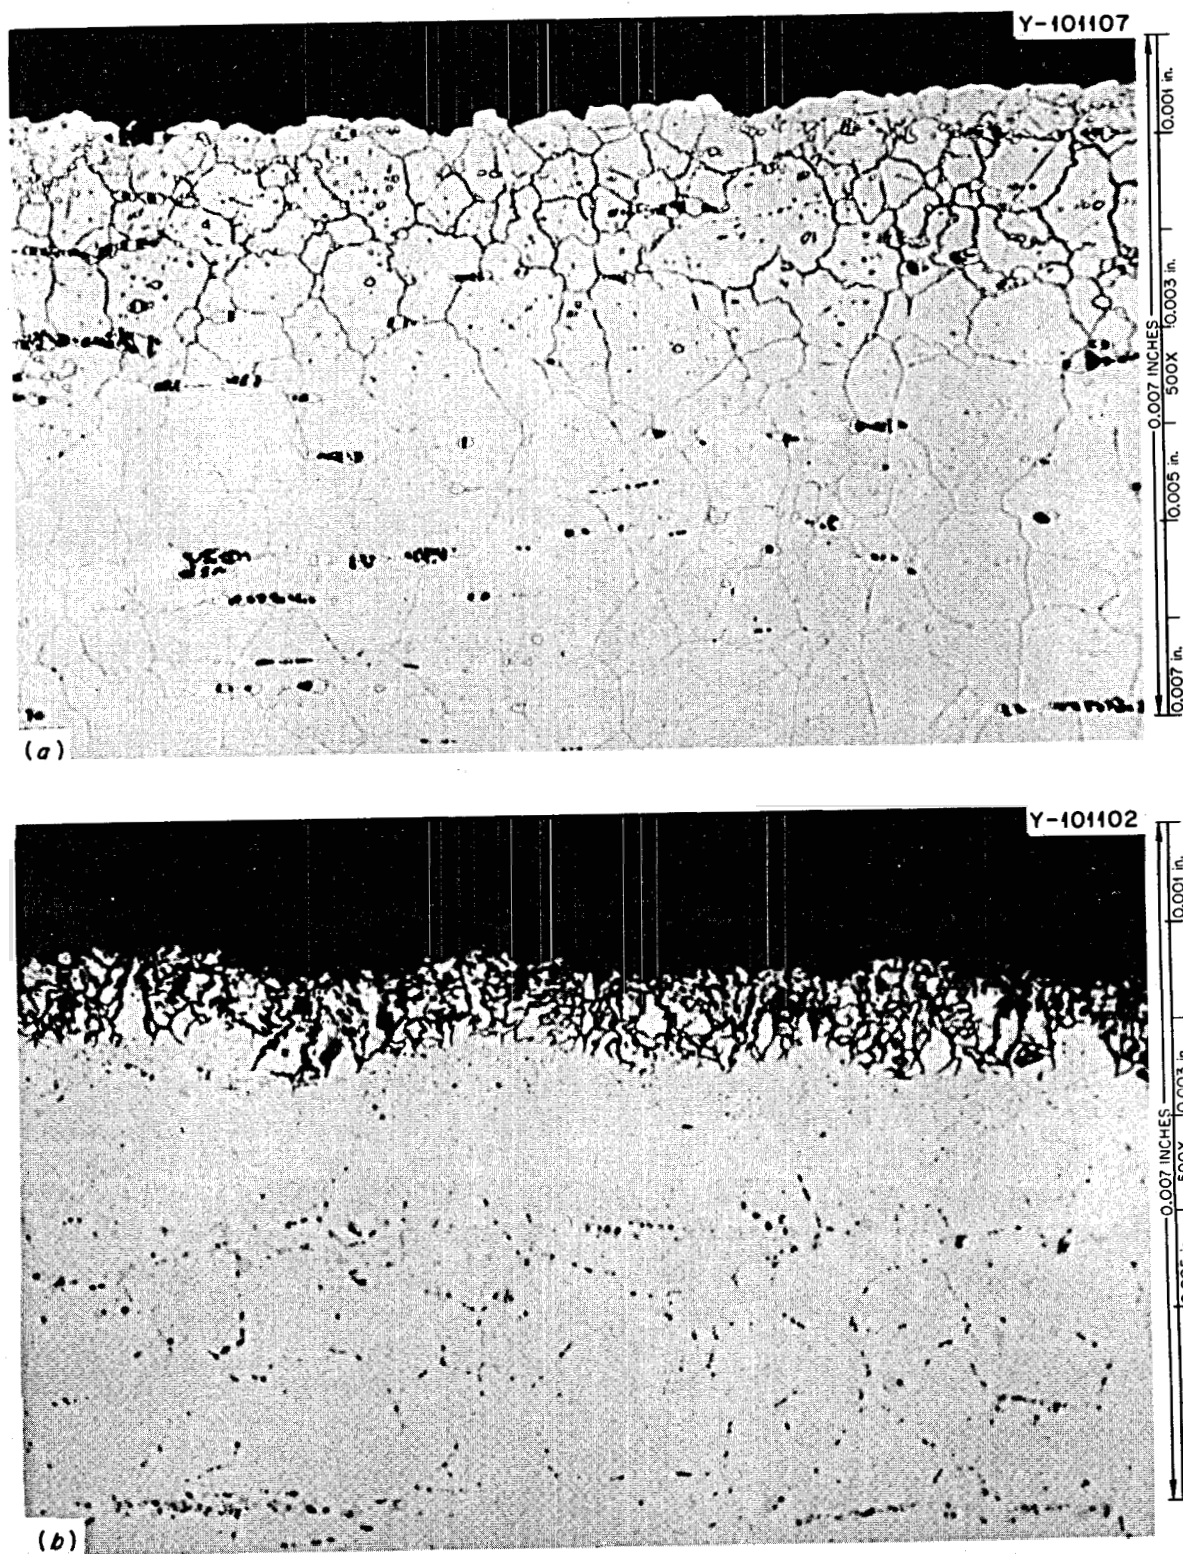 Y-101107
0.001 in.
0.003 in.
0.007 INCHES
500X
0.005 in.
0.007 in.
(a)
Y-101102
0.001 in.
0.003 in.
0.007 INCHES
500X
(b)